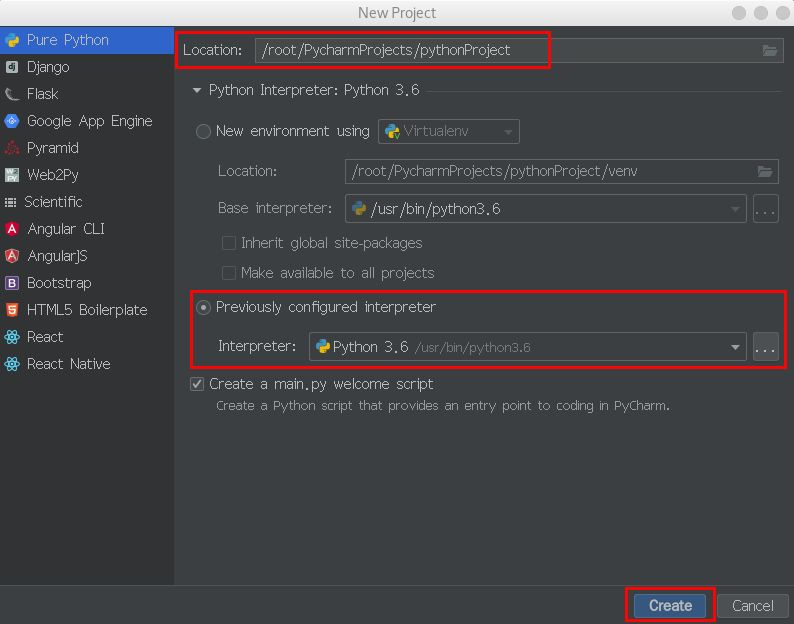 New Project
Pure Python
Django
Flask
Google App Engine
Pyramid
Web2Py
Scientific
Angular CLI
AngularJS
Bootstrap
HTML5 Boilerplate
React
React Native
Location: /root/PycharmProjects/pythonProject
Python Interpreter: Python 3.6
New environment using Virtualenv
Location: /root/PycharmProjects/pythonProject/venv
Base interpreter: /usr/bin/python3.6 ...
Inherit global site-packages
Make available to all projects
Previously configured interpreter
Interpreter: Python 3.6 /usr/bin/python3.6 ...
Create a main.py welcome script
Create a Python script that provides an entry point to coding in PyCharm.
Create Cancel